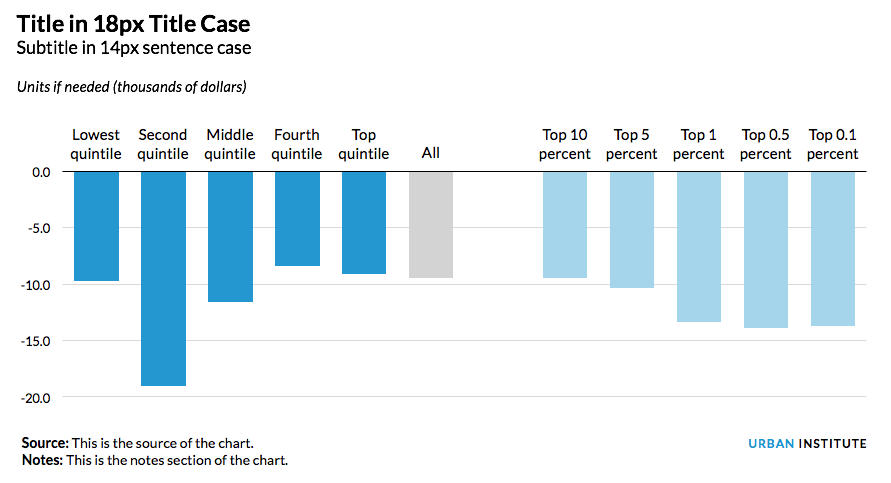 Title in 18px Title Case
Subtitle in 14px sentence case
Units if needed (thousands of dollars)
Lowest quintile
Second quintile
Middle quintile
Fourth quintile
Top quintile
All
Top 10 percent
Top 5 percent
Top 1 percent
Top 0.5 percent
Top 0.1 percent
0.0
-5.0
-10.0
-15.0
-20.0
Source: This is the source of the chart.
Notes: This is the notes section of the chart.
URBAN INSTITUTE